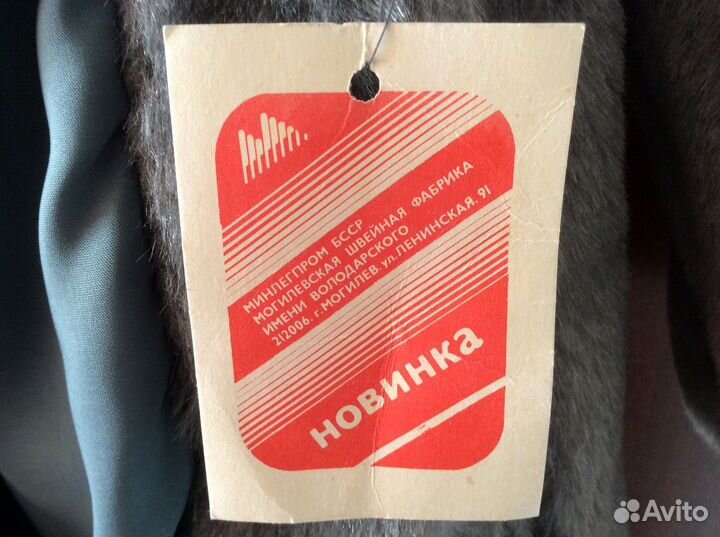 МИНЛЕГПРОМ БССР
МОГИЛЕВСКАЯ ШВЕЙНАЯ ФАБРИКА
ИМЕНИ ВОЛОДАРСКОГО
212006. г. МОГИЛЕВ. ул. ЛЕНИНСКАЯ. 91
новинка
Avito